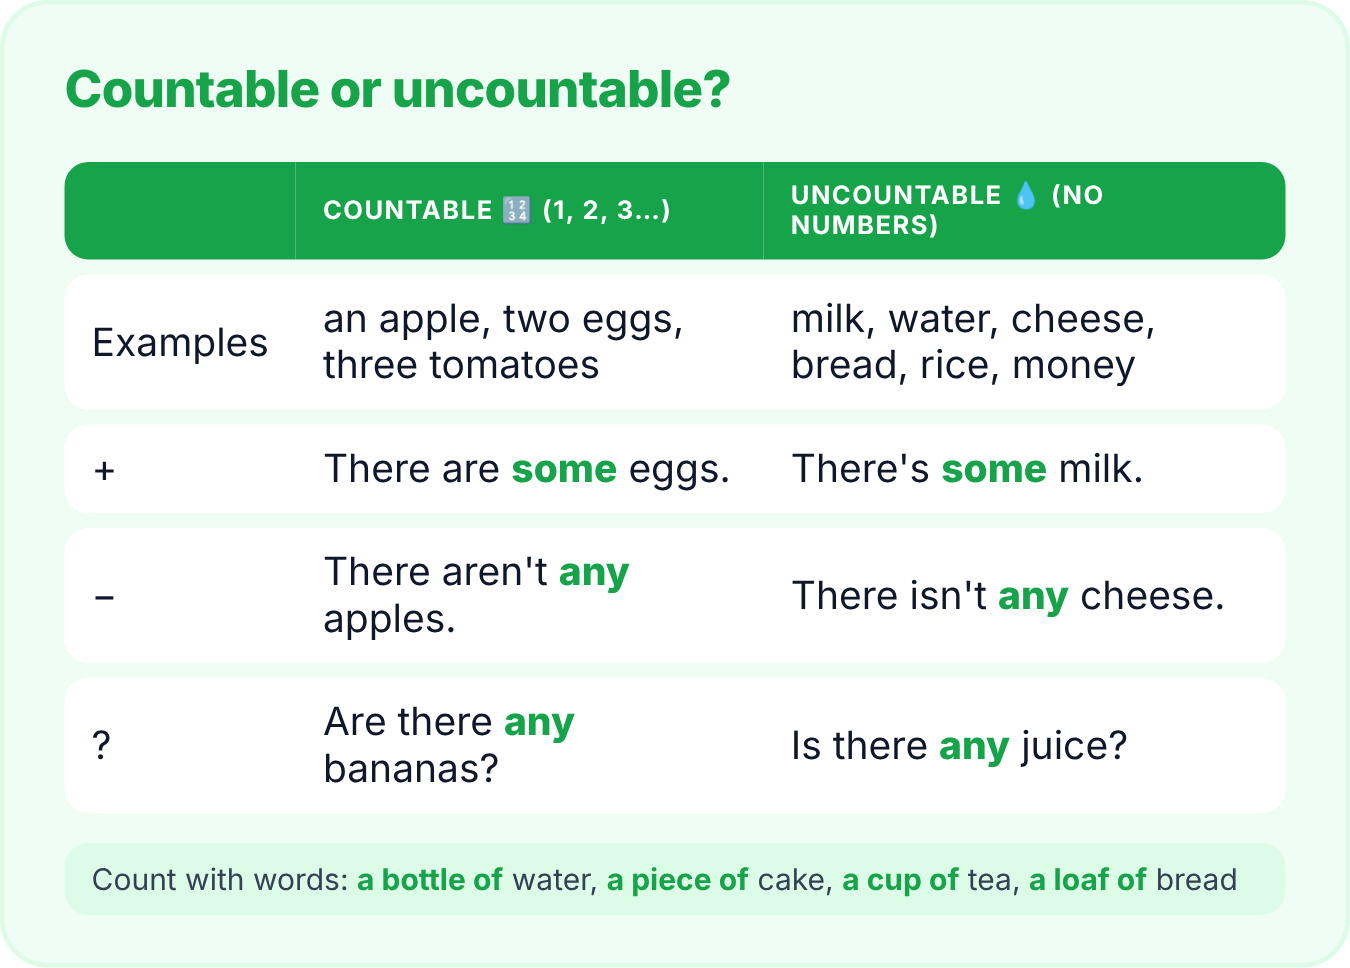 Countable or uncountable?
COUNTABLE 🔢 (1, 2, 3...)
UNCOUNTABLE 💧 (NO
NUMBERS)
Examples
an apple, two eggs,
three tomatoes
milk, water, cheese,
bread, rice, money
+
There are some eggs.
There's some milk.
−
There aren't any
apples.
There isn't any cheese.
?
Are there any
bananas?
Is there any juice?
Count with words: a bottle of water, a piece of cake, a cup of tea, a loaf of bread